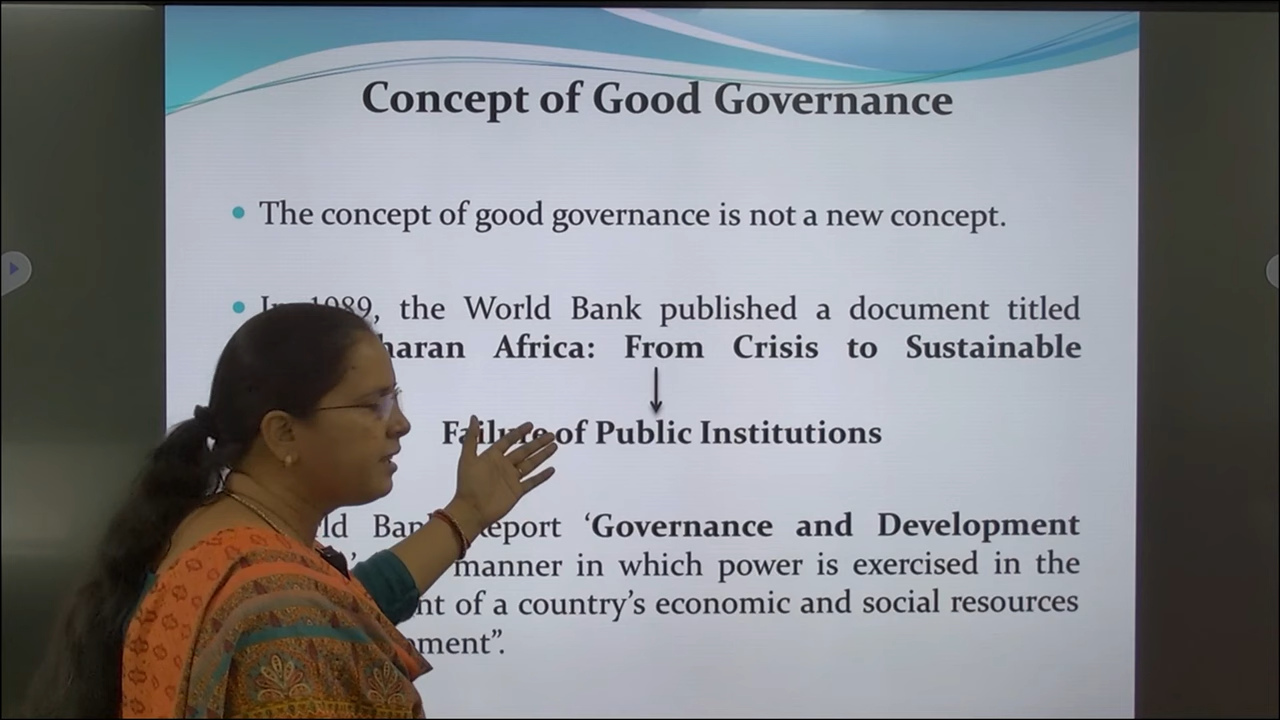 Concept of Good Governance
• The concept of good governance is not a new concept.
• In 1989, the World Bank published a document titled
haran Africa: From Crisis to Sustainable
Failure of Public Institutions
ld Bank Report ‘Governance and Development
’ manner in which power is exercised in the
nt of a country’s economic and social resources
ment”.